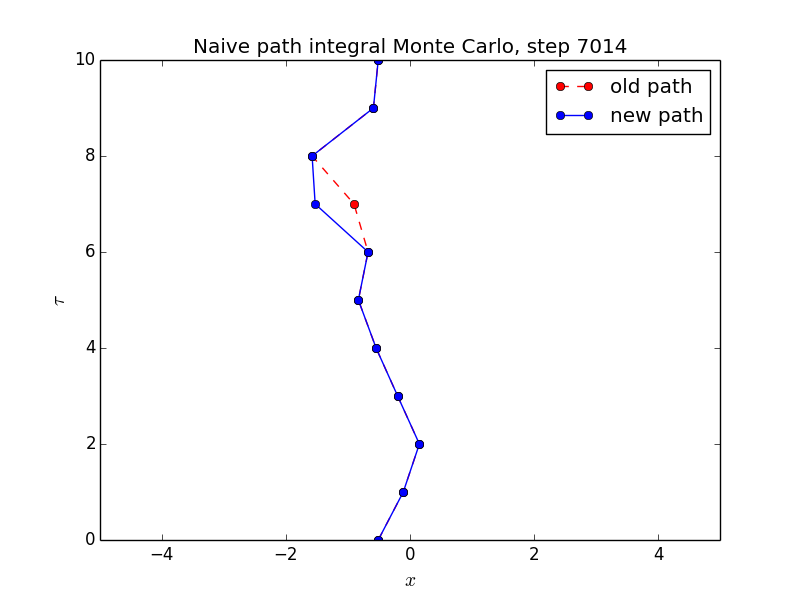 Naive path integral Monte Carlo, step 7014
old path
new path
10
8
6
4
2
0
τ
−4 −2 0 2 4
x